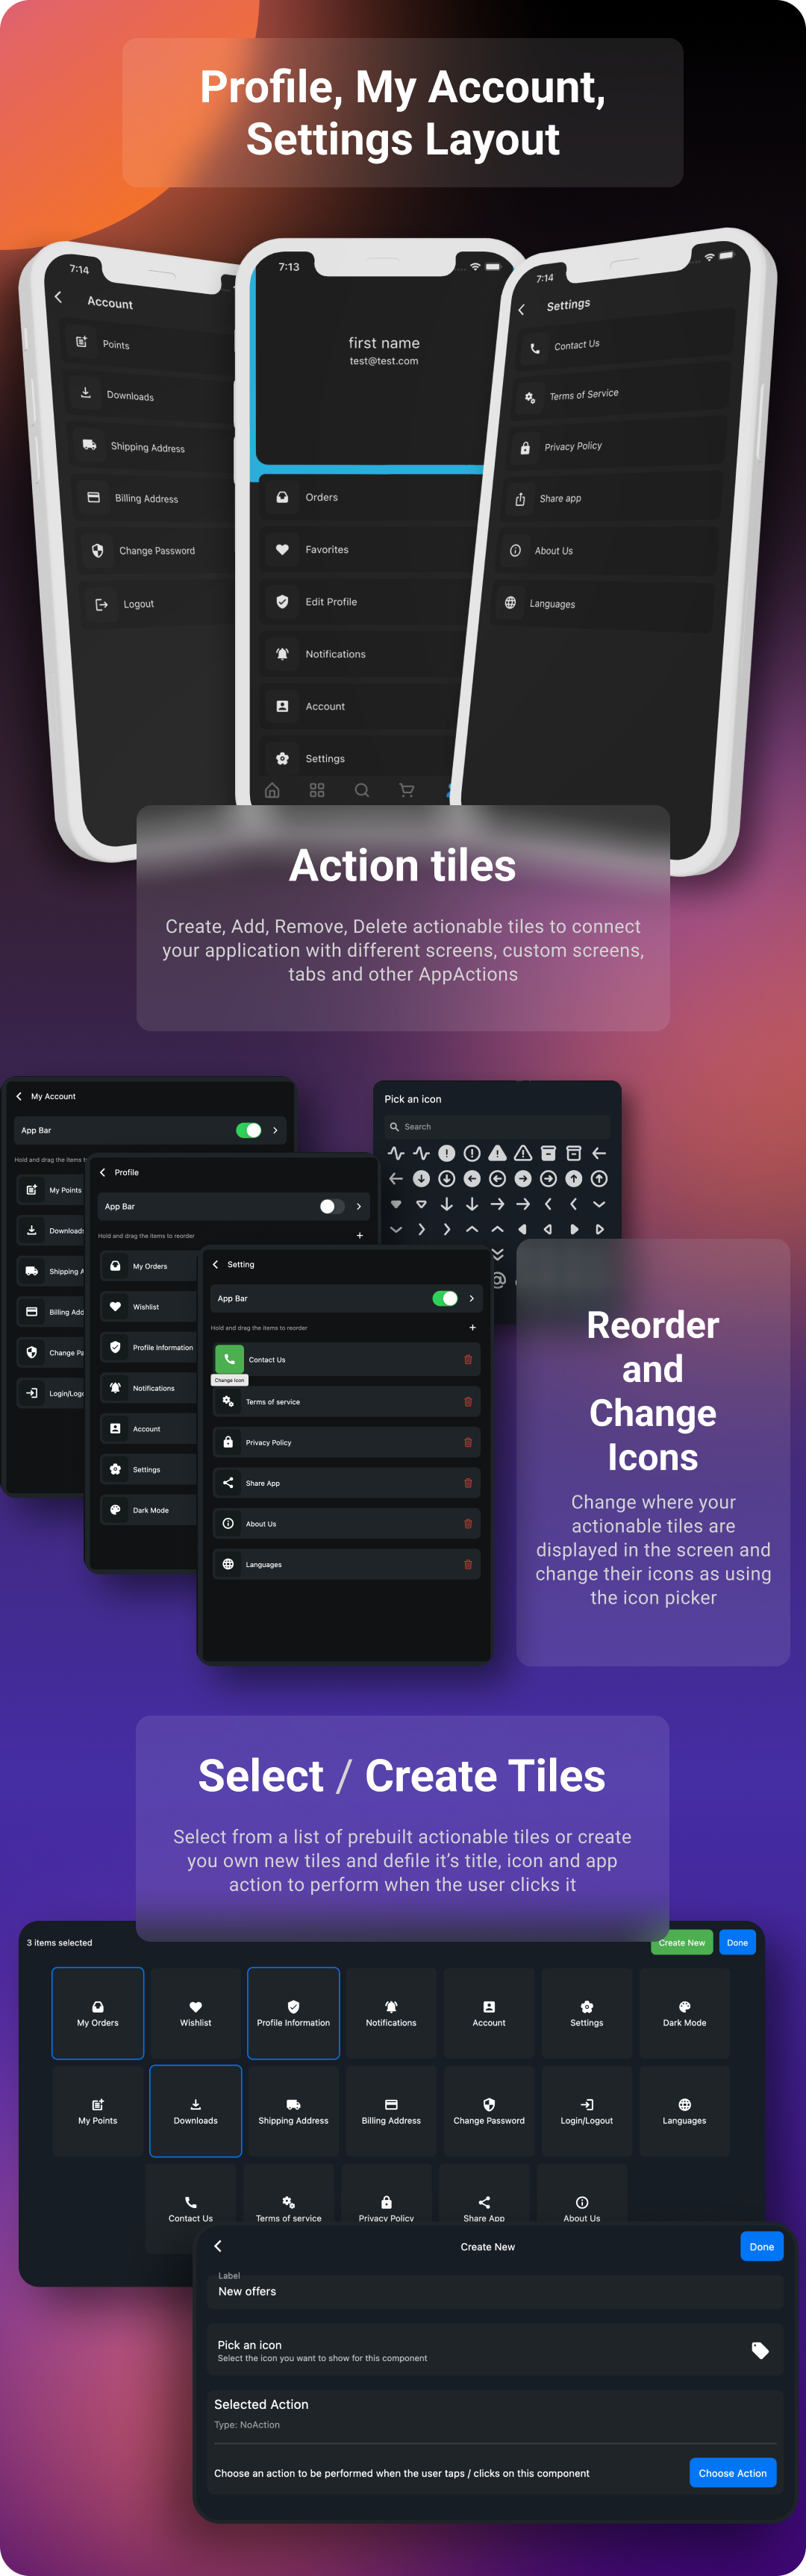 Profile, My Account,
Settings Layout
7:14
Account
Points
Downloads
Shipping Address
Billing Address
Change Password
Logout
7:13
first name
test@test.com
Orders
Favorites
Edit Profile
Notifications
Account
Settings
7:14
Settings
Contact Us
Terms of Service
Privacy Policy
Share app
About Us
Languages
Action tiles
Create, Add, Remove, Delete actionable tiles to connect
your application with different screens, custom screens,
tabs and other AppActions
My Account
App Bar
Hold and drag the items t
My Points
Downloads
Shipping A
Billing Add
Change Pa
Login/Logo
Profile
App Bar
Hold and drag the items to reorder
My Orders
Wishlist
Profile Information
Notifications
Account
Settings
Dark Mode
Setting
App Bar
Hold and drag the items to reorder
Contact Us
Change icon
Terms of service
Privacy Policy
Share App
About Us
Languages
Pick an icon
Search
Reorder
and
Change
Icons
Change where your
actionable tiles are
displayed in the screen and
change their icons as using
the icon picker
Select / Create Tiles
Select from a list of prebuilt actionable tiles or create
you own new tiles and defile it's title, icon and app
action to perform when the user clicks it
3 items selected
Create New
Done
My Orders
Wishlist
Profile Information
Notifications
Account
Settings
Dark Mode
My Points
Downloads
Shipping Address
Billing Address
Change Password
Login/Logout
Languages
Contact Us
Terms of service
Privacy Policy
Share App
About Us
Create New
Done
Label
New offers
Pick an icon
Select the icon you want to show for this component
Selected Action
Type: NoAction
Choose an action to be performed when the user taps / clicks on this component
Choose Action